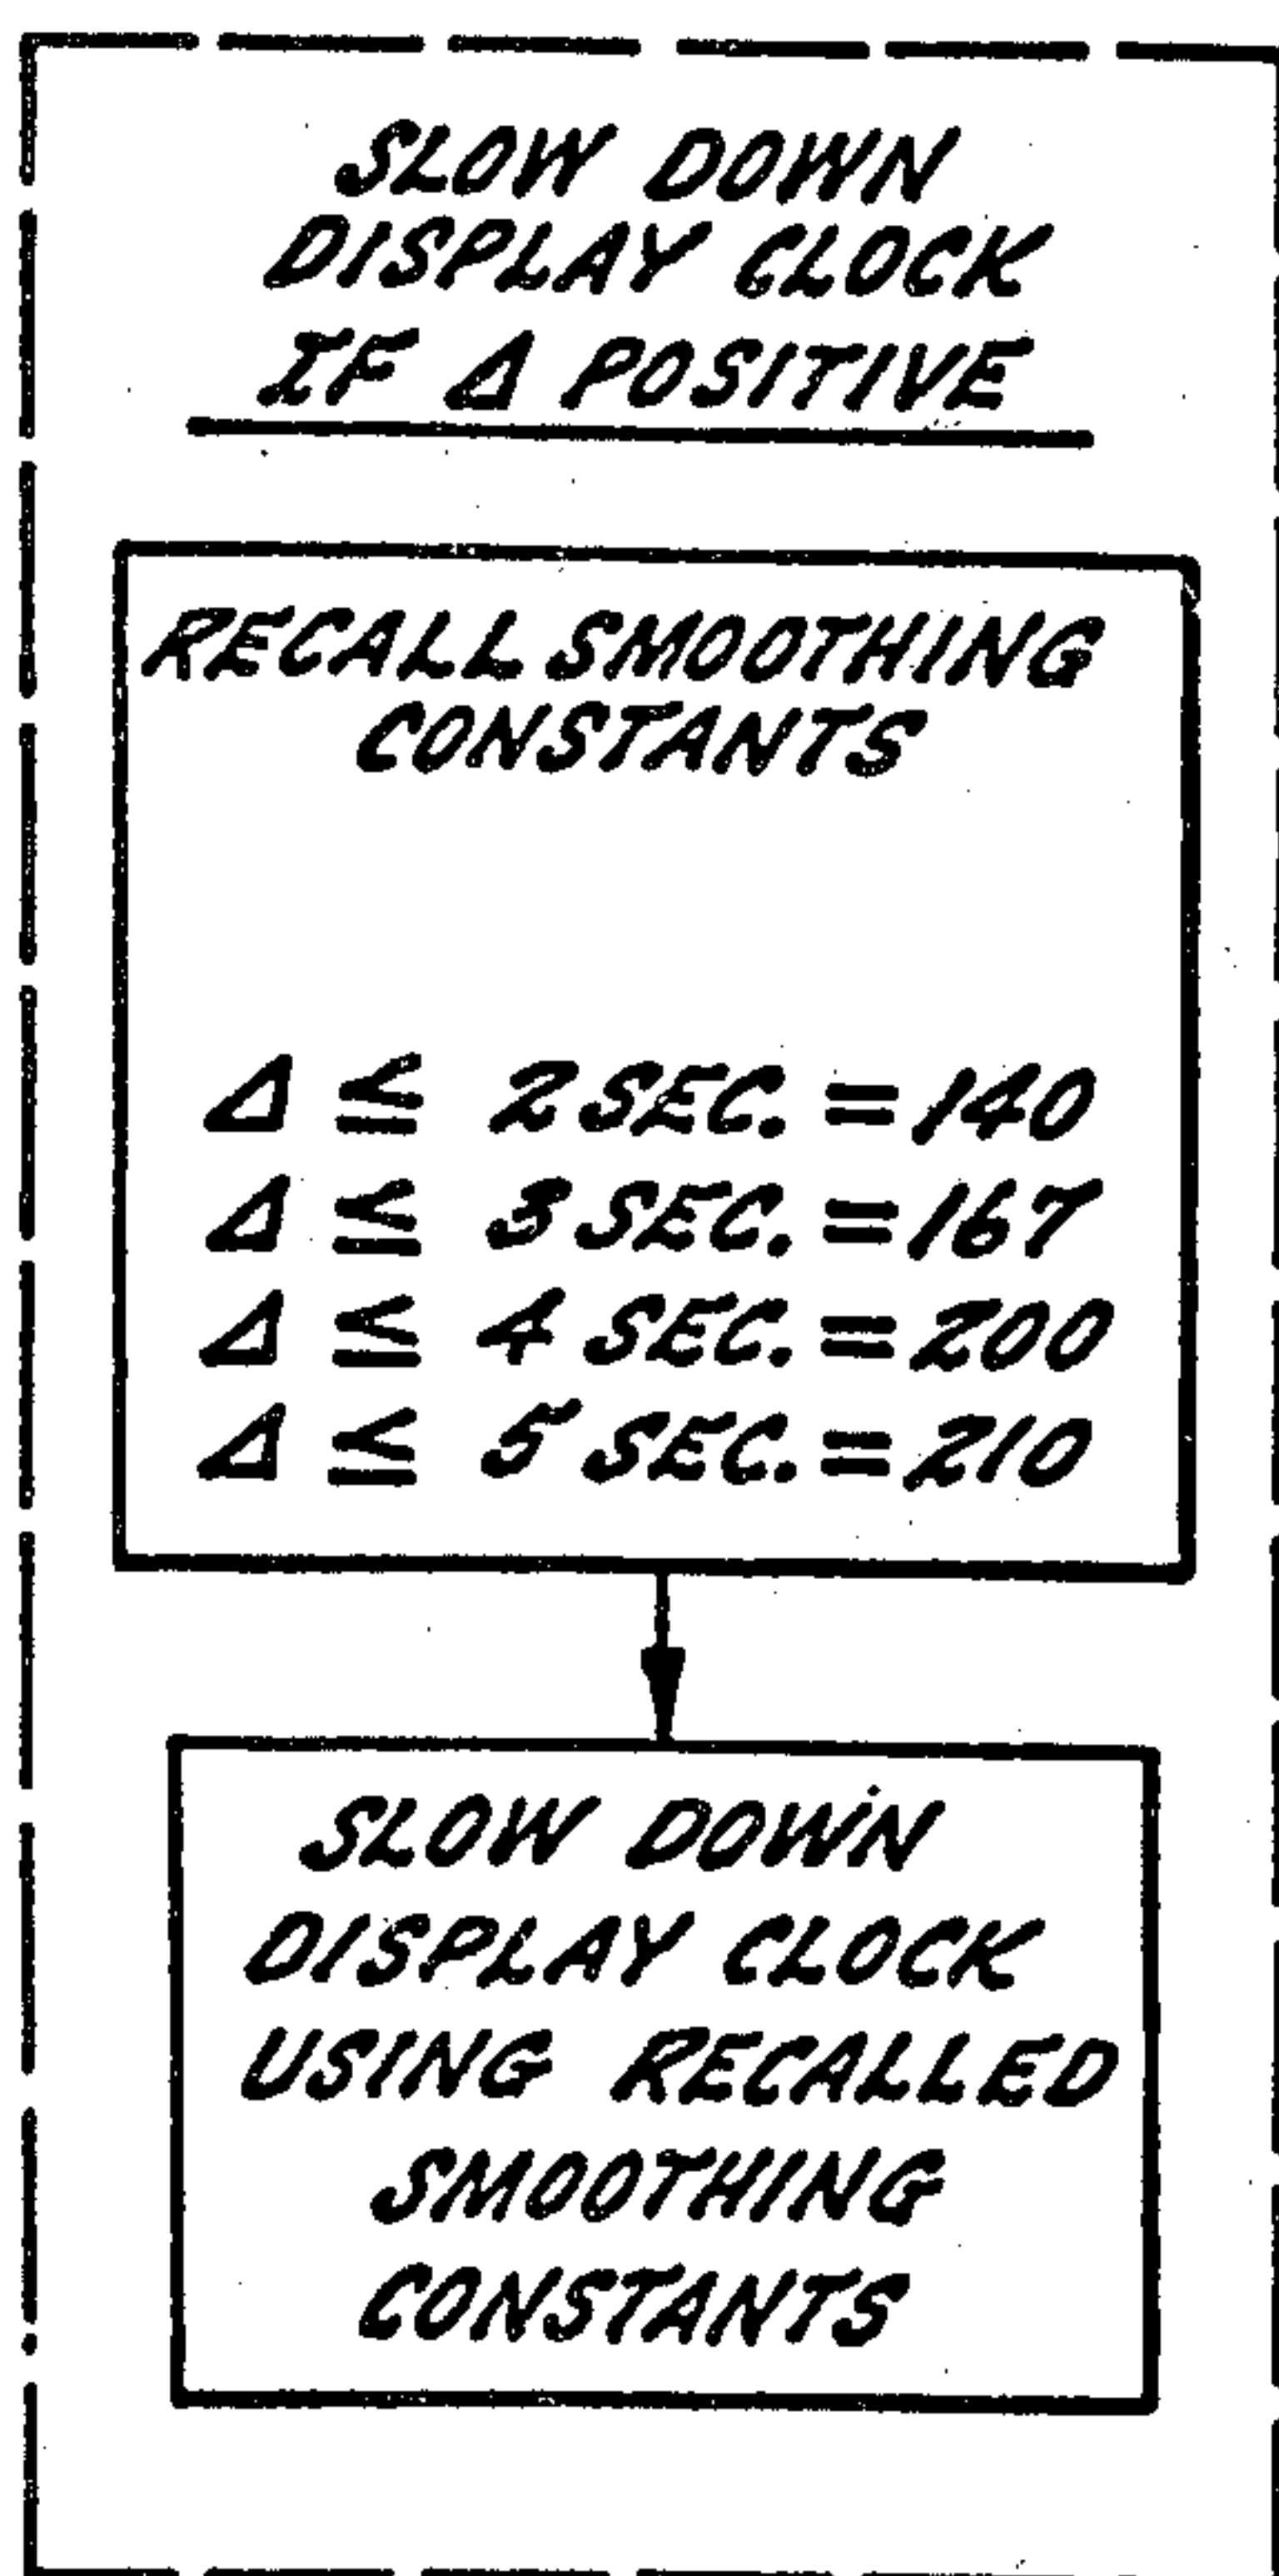 SLOW DOWN
DISPLAY CLOCK
IF Δ POSITIVE
RECALL SMOOTHING
CONSTANTS
Δ ≦ 2 SEC. = 140
Δ ≦ 3 SEC. = 167
Δ ≦ 4 SEC. = 200
Δ ≦ 5 SEC. = 210
SLOW DOWN
DISPLAY CLOCK
USING RECALLED
SMOOTHING
CONSTANTS